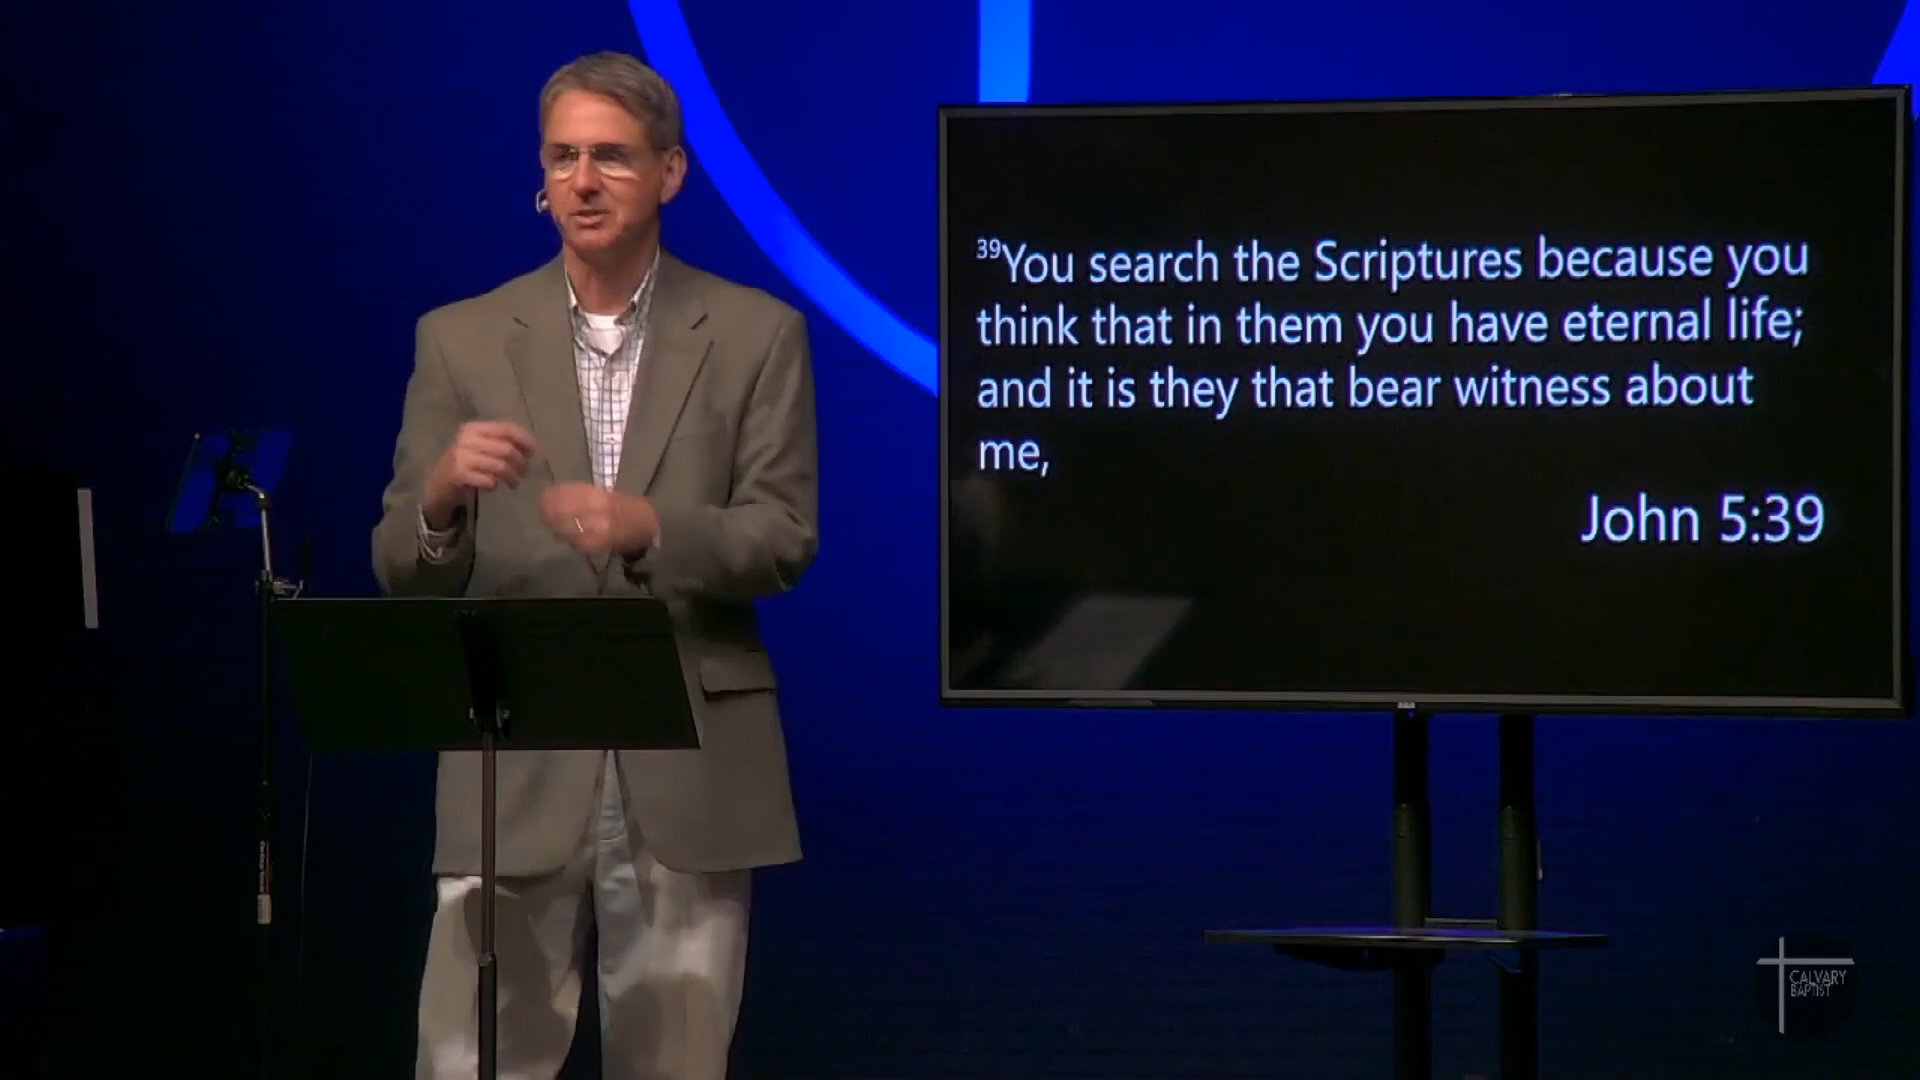 ³⁹You search the Scriptures because you
think that in them you have eternal life;
and it is they that bear witness about
me,
John 5:39
CALVARY
BAPTIST